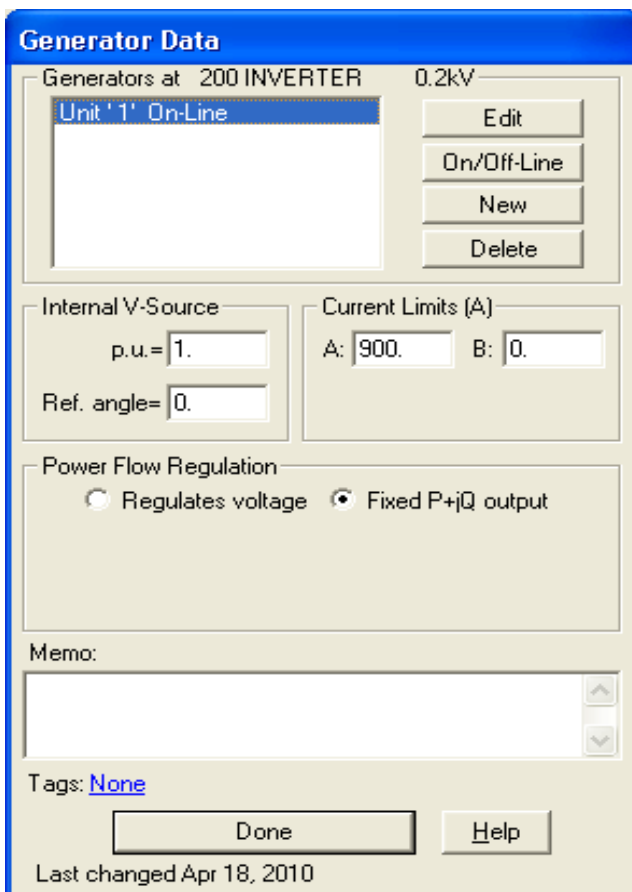 Generator Data
Generators at 200 INVERTER 0.2kV
Unit ' 1' On-Line
Edit
On/Off-Line
New
Delete
Internal V-Source
p.u.= 1.
Ref. angle= 0.
Current Limits (A)
A: 900. B: 0.
Power Flow Regulation
Regulates voltage Fixed P+jQ output
Memo:
Tags: None
Done Help
Last changed Apr 18, 2010